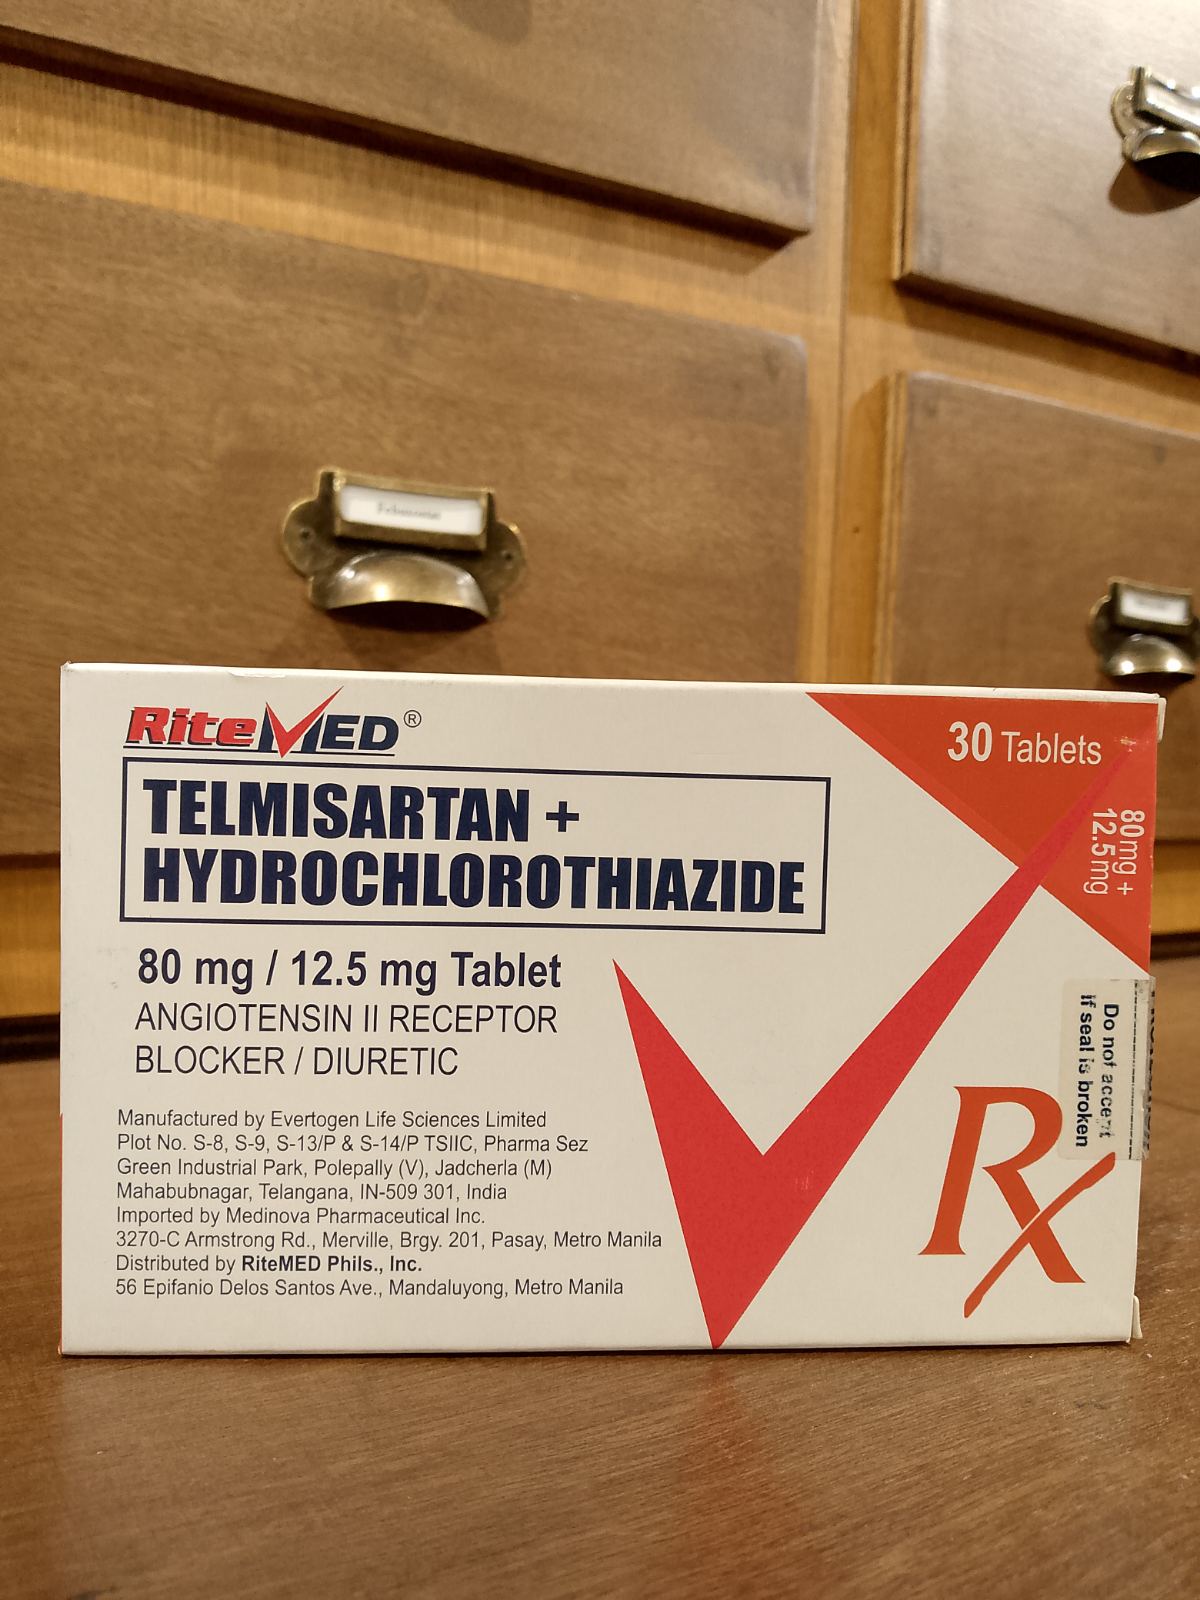 RiteMED®
30 Tablets
80mg +
12.5mg
TELMISARTAN +
HYDROCHLOROTHIAZIDE
80 mg / 12.5 mg Tablet
ANGIOTENSIN II RECEPTOR
BLOCKER / DIURETIC
Manufactured by Evertogen Life Sciences Limited
Plot No. S-8, S-9, S-13/P & S-14/P TSIIC, Pharma Sez
Green Industrial Park, Polepally (V), Jadcherla (M)
Mahabubnagar, Telangana, IN-509 301, India
Imported by Medinova Pharmaceutical Inc.
3270-C Armstrong Rd., Merville, Brgy. 201, Pasay, Metro Manila
Distributed by RiteMED Phils., Inc.
56 Epifanio Delos Santos Ave., Mandaluyong, Metro Manila
Do not accept
if seal is broken
Rx